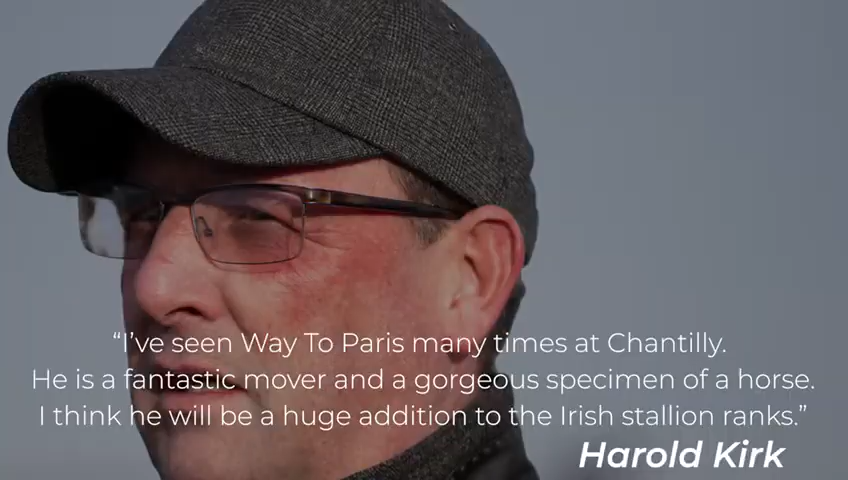 “I’ve seen Way To Paris many times at Chantilly.
He is a fantastic mover and a gorgeous specimen of a horse.
I think he will be a huge addition to the Irish stallion ranks.”
Harold Kirk